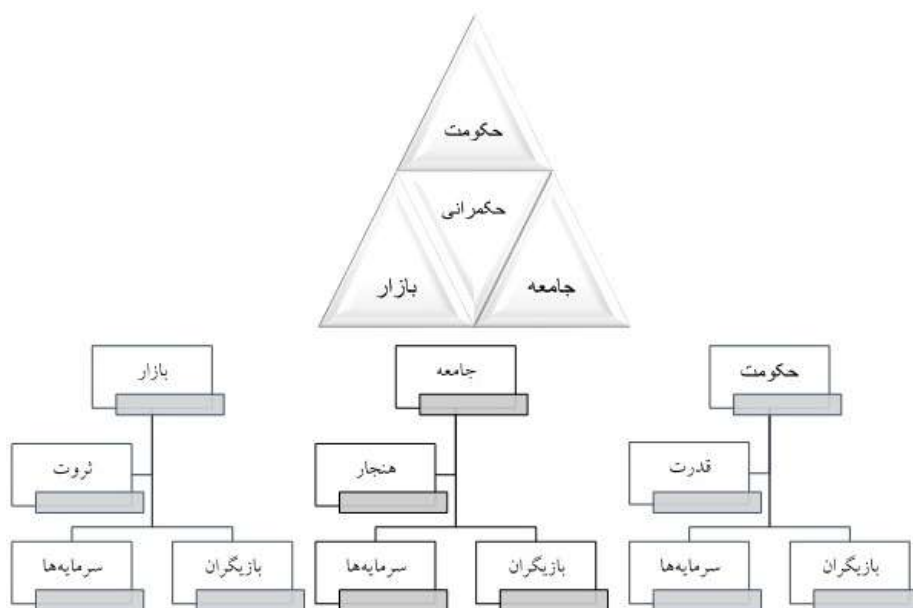 حکومت
حکمرانی
جامعه
بازار
حکومت
جامعه
بازار
قدرت
هنجار
ثروت
بازیگران
سرمایه‌ها
بازیگران
سرمایه‌ها
بازیگران
سرمایه‌ها